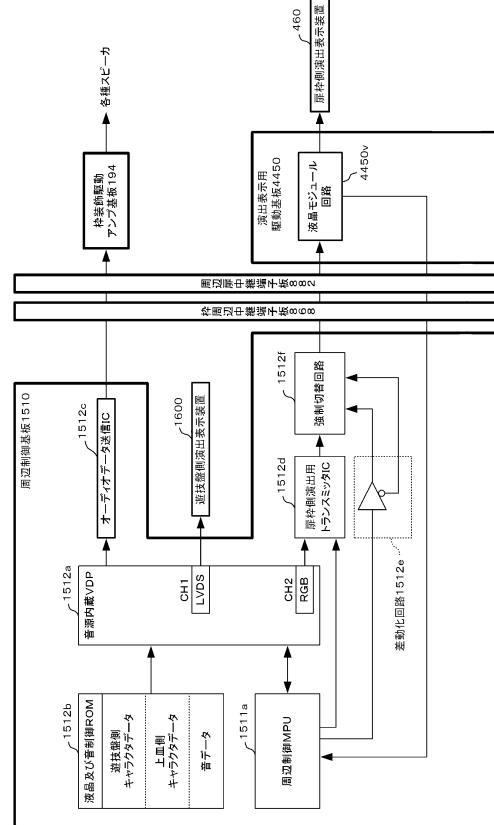 周辺制御基板1510
1512b
液晶及び音制御ROM
遊技盤側
キャラクタデータ
上皿側
キャラクタデータ
音データ
1511a
周辺制御MPU
1512a
音源内蔵VDP
CH1
LVDS
CH2
RGB
1512c
オーディオデータ送信IC
1600
遊技盤側演出表示装置
1512d
扉枠側演出用
トランスミッタIC
1512f
強制切替回路
差動化回路1512e
枠周辺中継端子板868
周辺扉中継端子板882
枠装飾駆動
アンプ基板194
各種スピーカ
演出表示用
駆動基板4450
液晶モジュール
回路
4450v
460
扉枠側演出表示装置